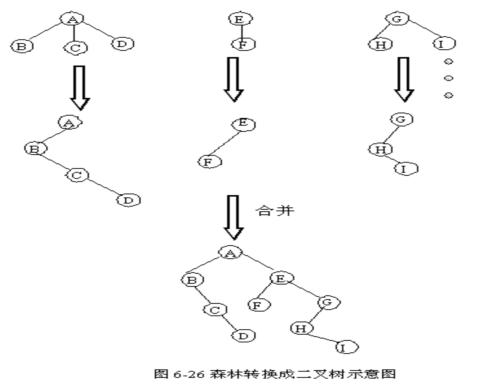 A E G
B C D F H I
A E G
B F H
C I
D
合并
A
B E
C F G
D H I
图 6-26 森林转换成二叉树示意图